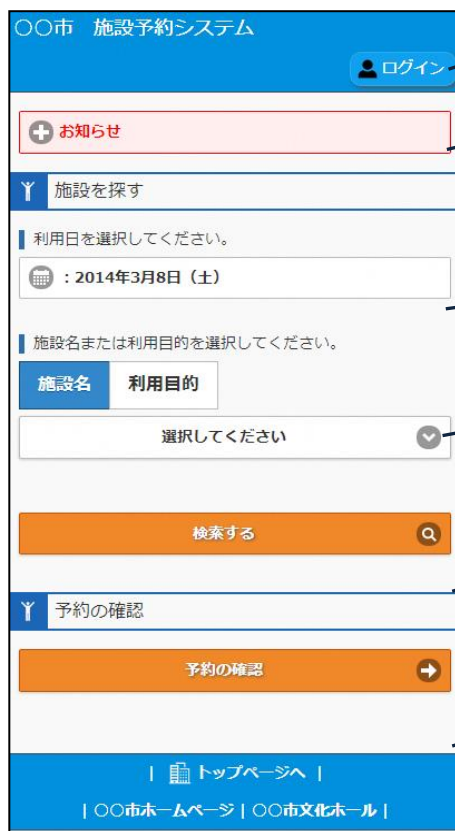 ○○市　施設予約システム
ログイン
お知らせ
施設を探す
利用日を選択してください。
：2014年3月8日（土）
施設名または利用目的を選択してください。
施設名　利用目的
選択してください
検索する
予約の確認
予約の確認
| トップページへ |
| ○○市ホームページ | ○○市文化ホール |